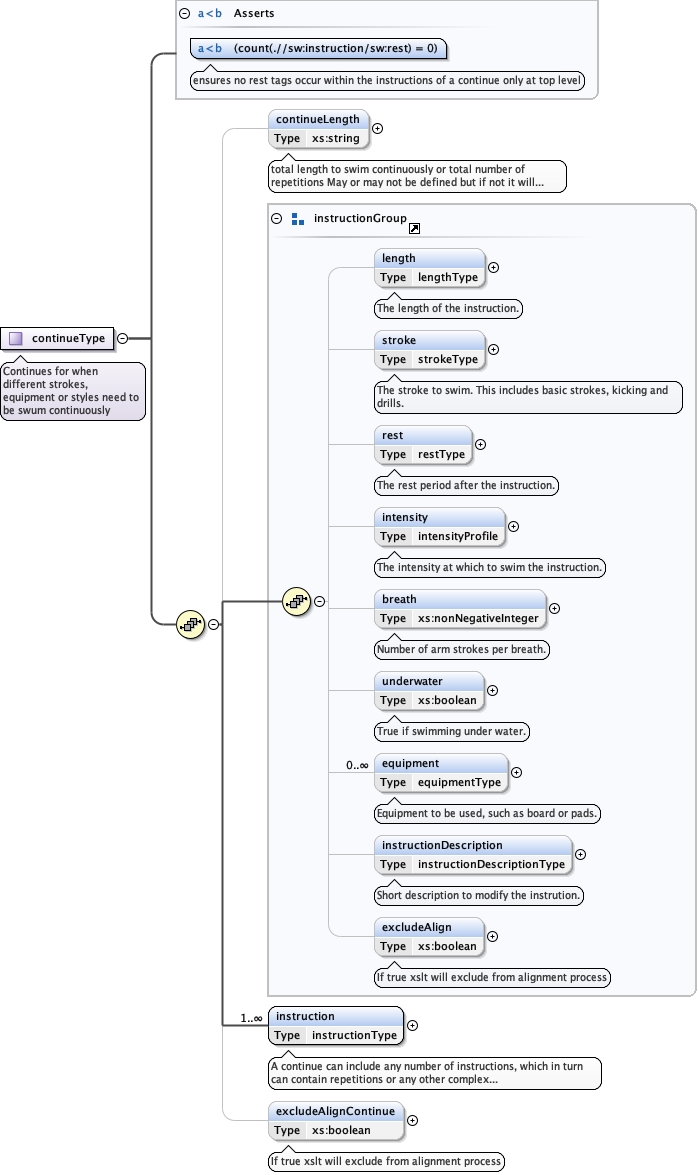 a<b Asserts
a<b (count(.//sw:instruction/sw:rest) = 0)
ensures no rest tags occur within the instructions of a continue only at top level
continueLength
Type xs:string
total length to swim continuously or total number of
repetitions May or may not be defined but if not it will...
instructionGroup
length
Type lengthType
The length of the instruction.
stroke
Type strokeType
The stroke to swim. This includes basic strokes, kicking and
drills.
continueType
Continues for when
different strokes,
equipment or styles need to
be swum continuously
rest
Type restType
The rest period after the instruction.
intensity
Type intensityProfile
The intensity at which to swim the instruction.
breath
Type xs:nonNegativeInteger
Number of arm strokes per breath.
underwater
Type xs:boolean
True if swimming under water.
0..∞
equipment
Type equipmentType
Equipment to be used, such as board or pads.
instructionDescription
Type instructionDescriptionType
Short description to modify the instrution.
excludeAlign
Type xs:boolean
If true xslt will exclude from alignment process
1..∞
instruction
Type instructionType
A continue can include any number of instructions, which in turn
can contain repetitions or any other complex...
excludeAlignContinue
Type xs:boolean
If true xslt will exclude from alignment process